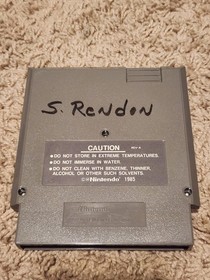 S. RENDON
CAUTION
●DO NOT STORE IN EXTREME TEMPERATURES.
●DO NOT IMMERSE IN WATER.
●DO NOT CLEAN WITH BENZENE, THINNER,
ALCOHOL OR OTHER SUCH SOLVENTS.
Nintendo 1985